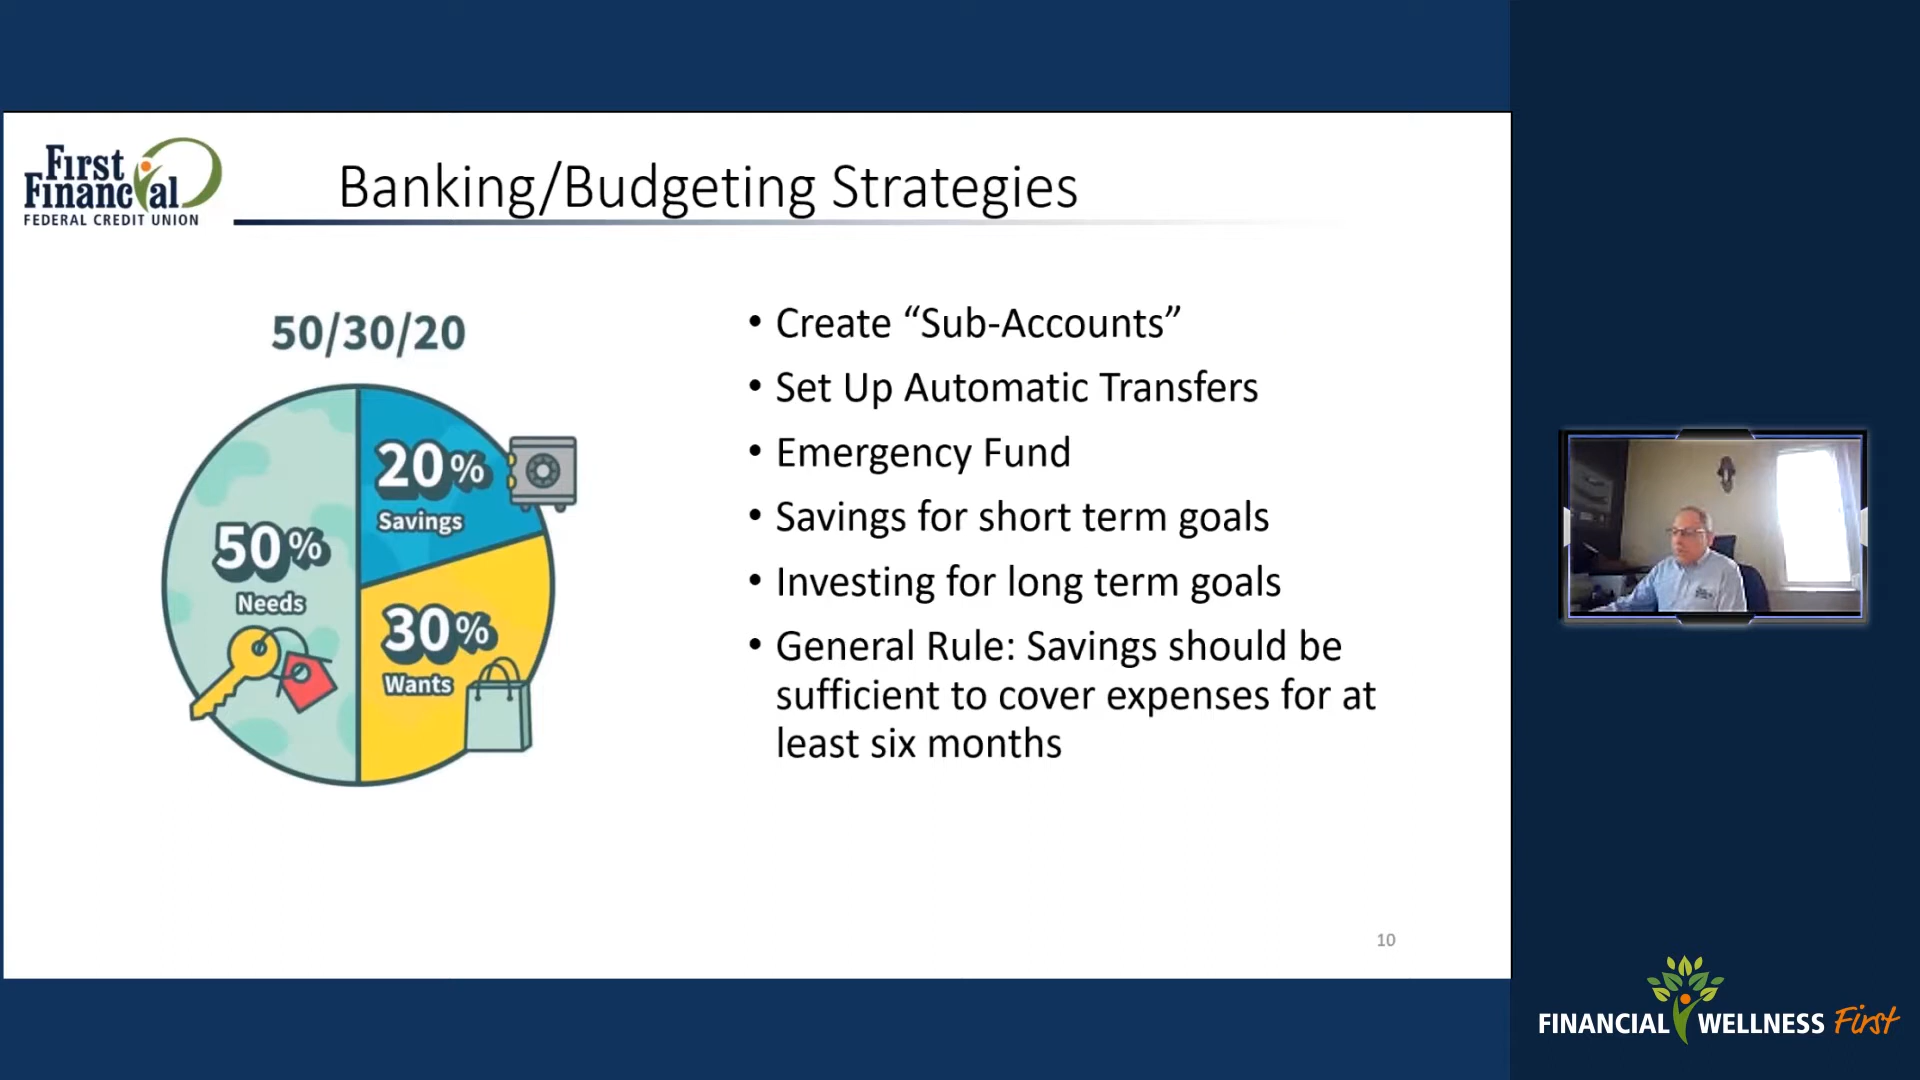 First
Financial
FEDERAL CREDIT UNION
Banking/Budgeting Strategies
50/30/20
20%
Savings
50%
Needs
30%
Wants
• Create “Sub-Accounts”
• Set Up Automatic Transfers
• Emergency Fund
• Savings for short term goals
• Investing for long term goals
• General Rule: Savings should be
sufficient to cover expenses for at
least six months
10
FINANCIAL WELLNESS First